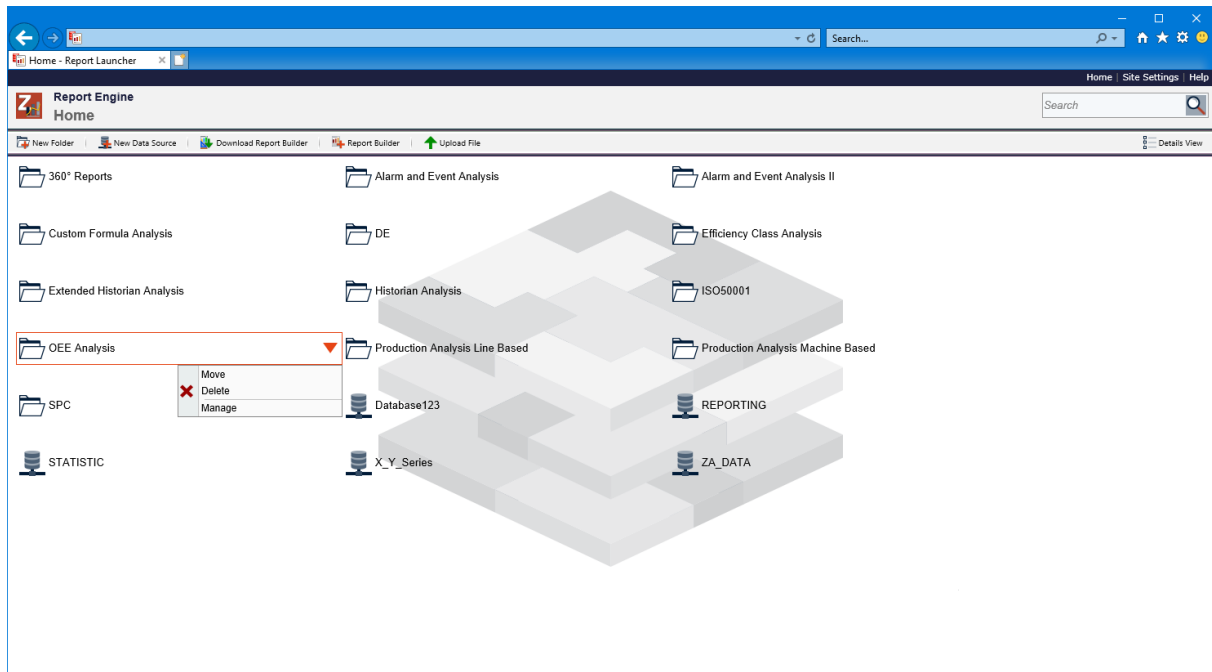 Search...
Home - Report Launcher
Home | Site Settings | Help
Report Engine
Home
Search
New Folder | New Data Source | Download Report Builder | Report Builder | Upload File
Details View
360° Reports
Alarm and Event Analysis
Alarm and Event Analysis II
Custom Formula Analysis
DE
Efficiency Class Analysis
Extended Historian Analysis
Historian Analysis
ISO50001
OEE Analysis
Production Analysis Line Based
Production Analysis Machine Based
Move
Delete
Manage
SPC
Database123
REPORTING
STATISTIC
X_Y_Series
ZA_DATA